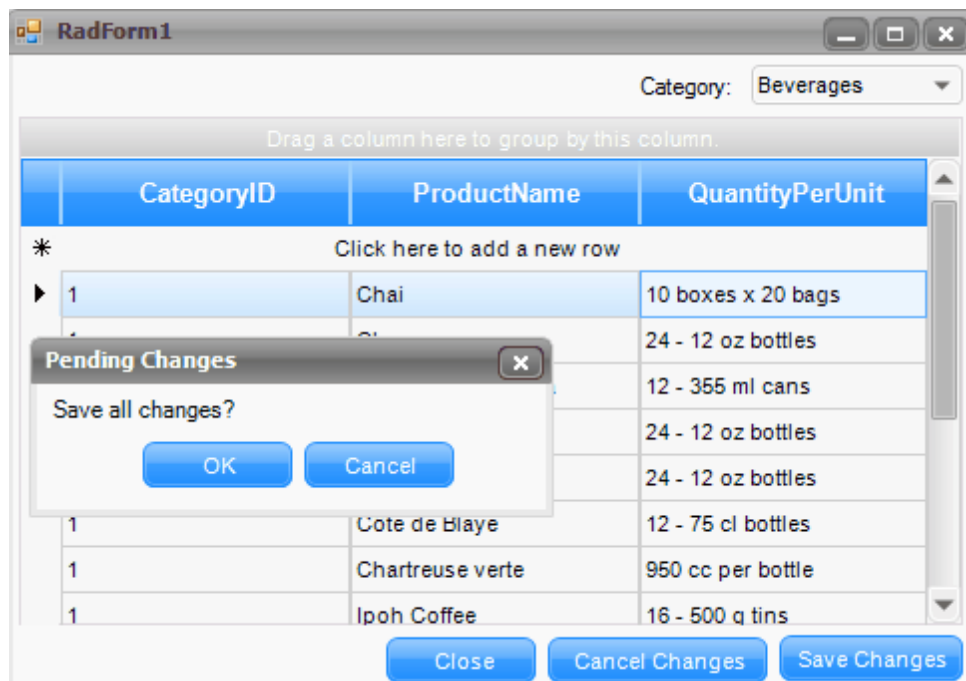 RadForm1
Category: Beverages
Drag a column here to group by this column.
CategoryID ProductName QuantityPerUnit
Click here to add a new row
1 Chai 10 boxes x 20 bags
24 - 12 oz bottles
Pending Changes
12 - 355 ml cans
Save all changes?
24 - 12 oz bottles
OK Cancel
24 - 12 oz bottles
1 Côte de Blaye 12 - 75 cl bottles
1 Chartreuse verte 950 cc per bottle
1 Ipoh Coffee 16 - 500 g tins
Close Cancel Changes Save Changes